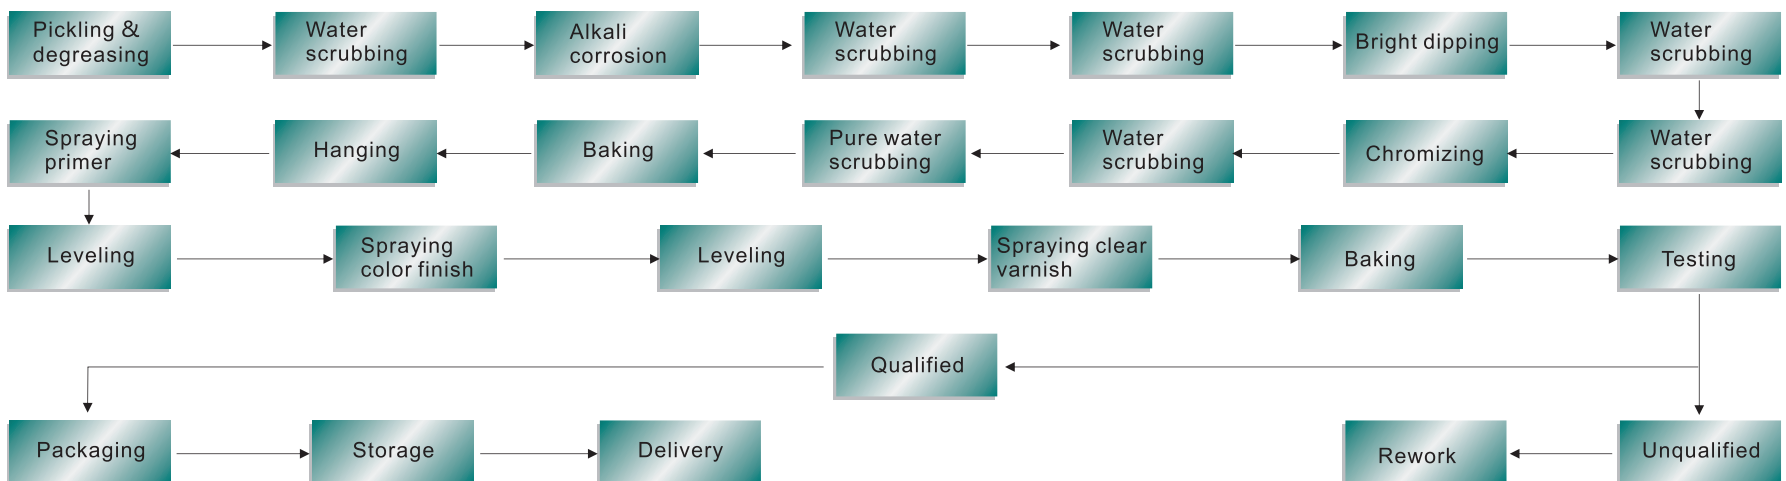 Pickling &
degreasing
Water
scrubbing
Alkali
corrosion
Water
scrubbing
Water
scrubbing
Bright dipping
Water
scrubbing
Water
scrubbing
Chromizing
Water
scrubbing
Pure water
scrubbing
Baking
Hanging
Spraying
primer
Leveling
Spraying
color finish
Leveling
Spraying clear
varnish
Baking
Testing
Qualified
Packaging
Storage
Delivery
Unqualified
Rework